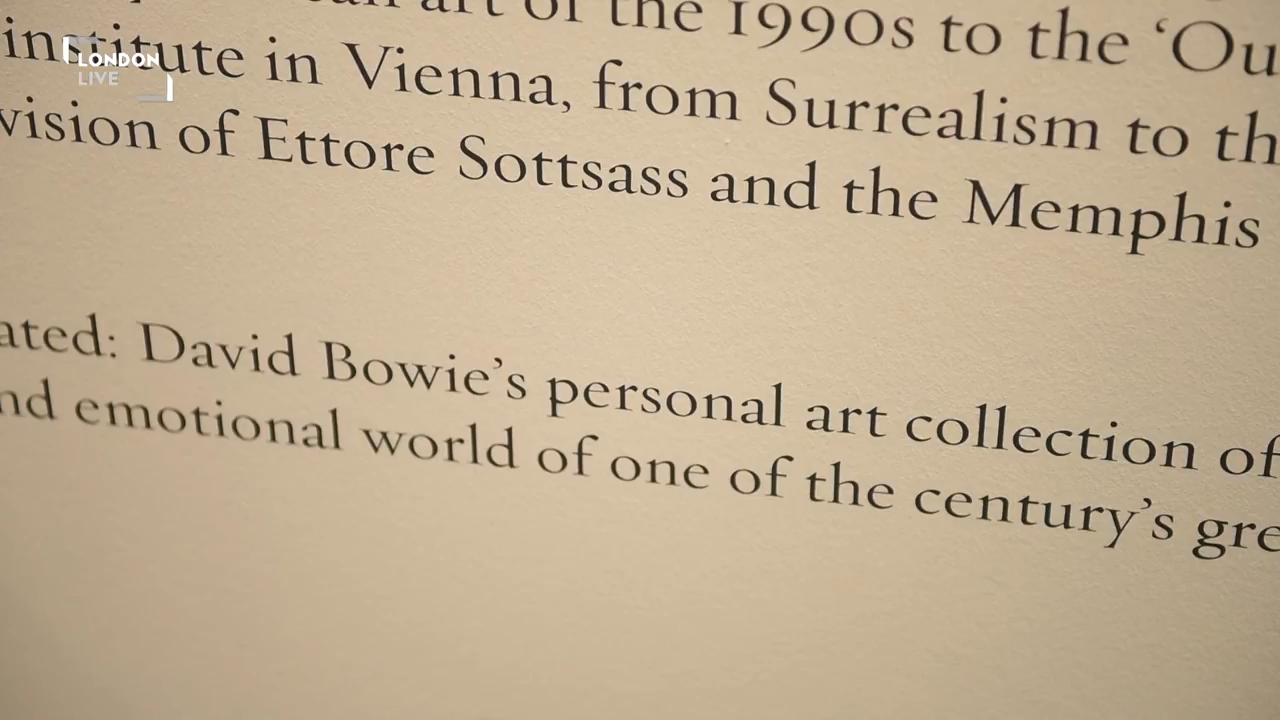 art of the 1990s to the ‘Ou
institute in Vienna, from Surrealism to th
vision of Ettore Sottsass and the Memphis
ated: David Bowie’s personal art collection of
nd emotional world of one of the century’s gre
LONDON
LIVE